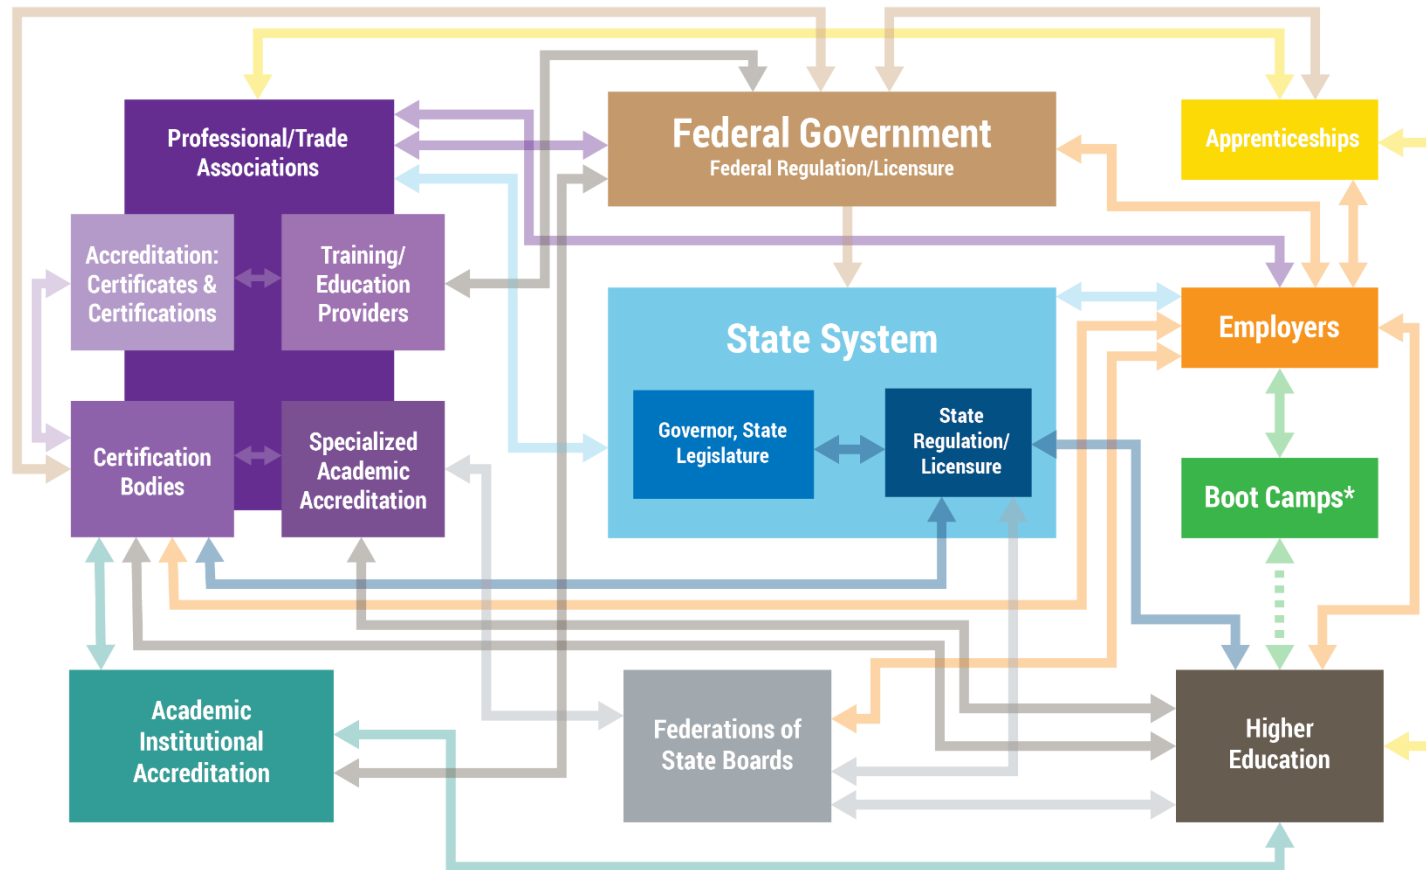 Professional/Trade
Associations
Federal Government
Federal Regulation/Licensure
Apprenticeships
Accreditation:
Certificates &
Certifications
Training/
Education
Providers
State System
Employers
Certification
Bodies
Specialized
Academic
Accreditation
Governor, State
Legislature
State
Regulation/
Licensure
Boot Camps*
Academic
Institutional
Accreditation
Federations of
State Boards
Higher
Education